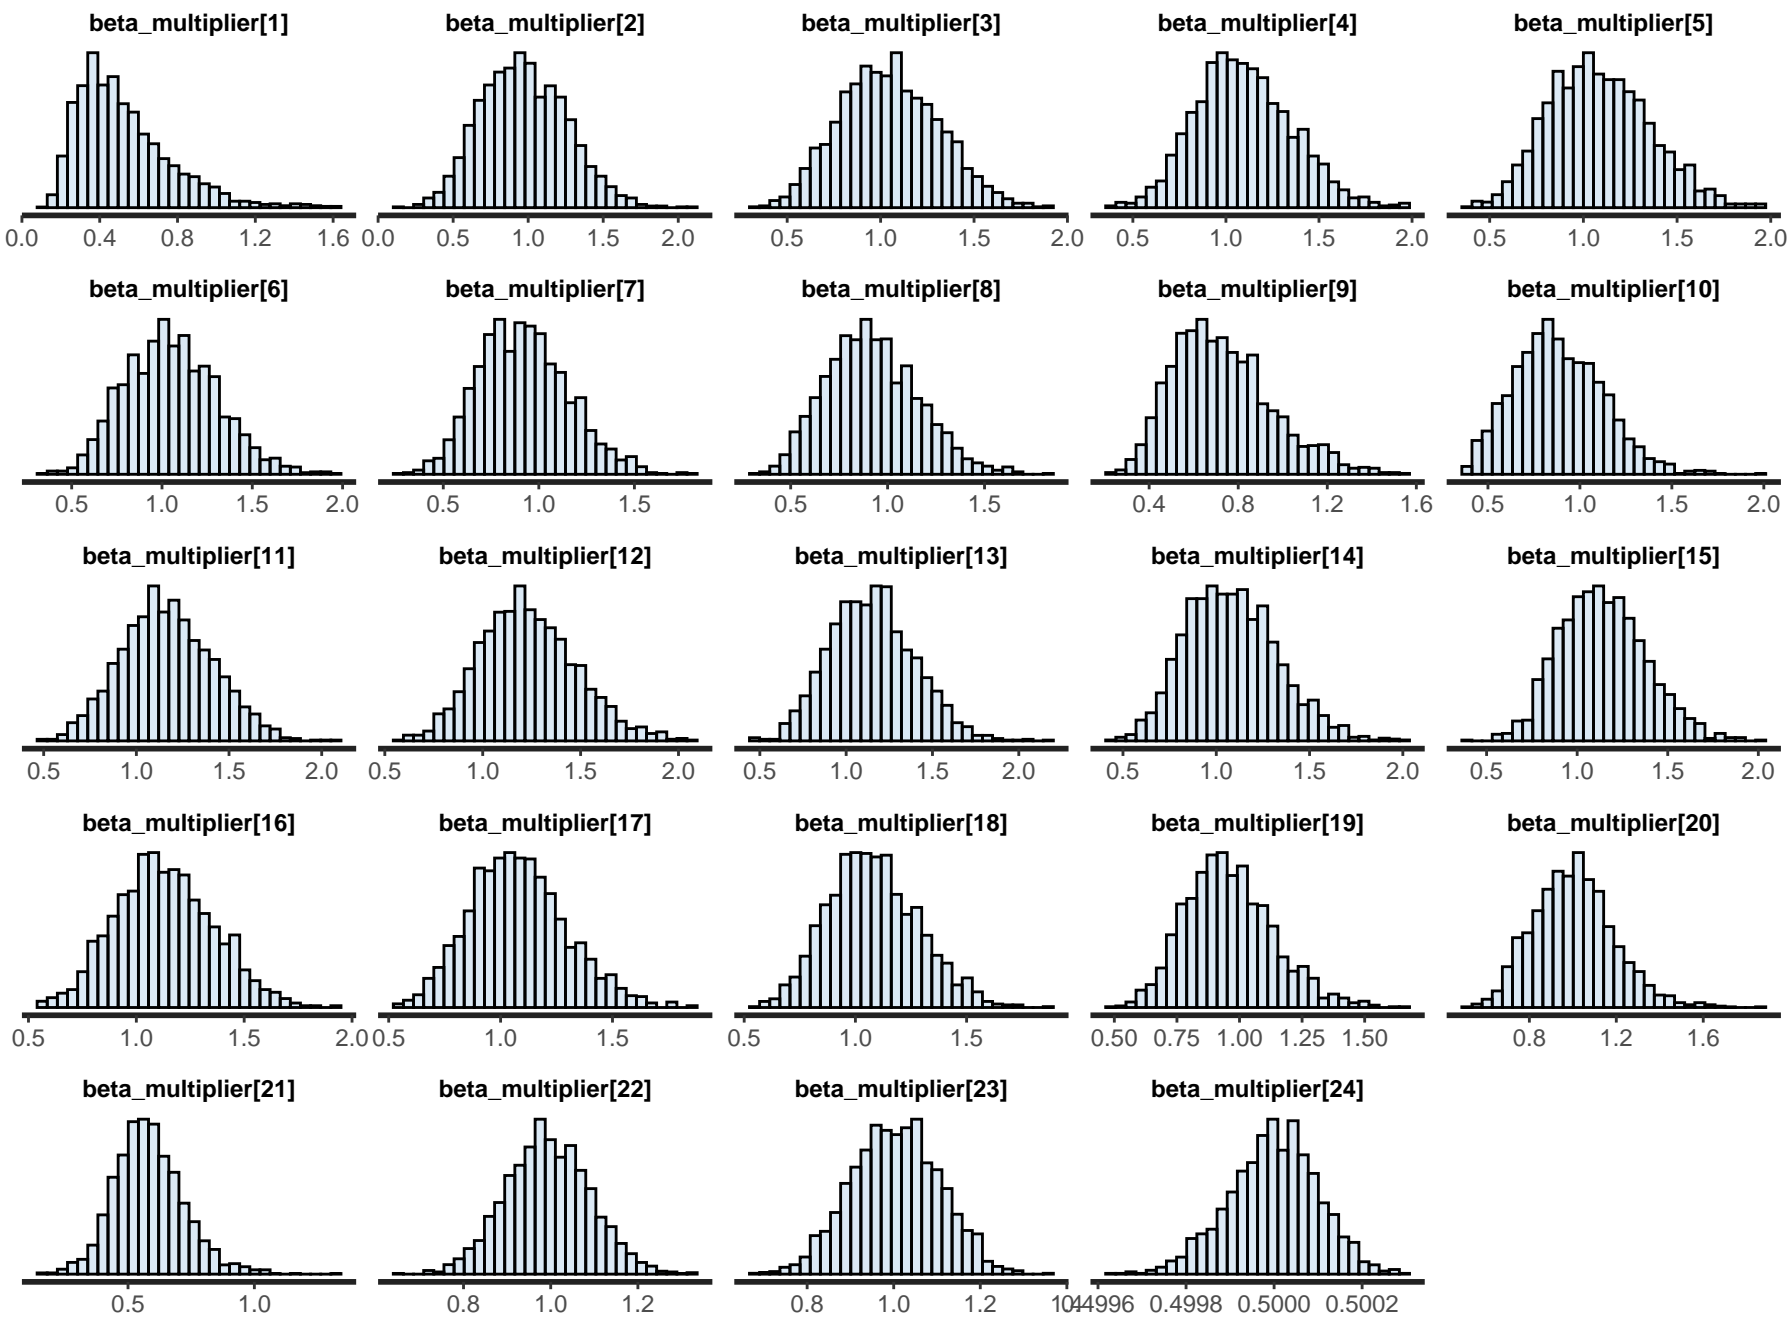 beta_multiplier[1] beta_multiplier[2] beta_multiplier[3] beta_multiplier[4] beta_multiplier[5]
0.0 0.4 0.8 1.2 1.6 0.0 0.5 1.0 1.5 2.0 0.5 1.0 1.5 2.0 0.5 1.0 1.5 2.0 0.5 1.0 1.5 2.0
beta_multiplier[6] beta_multiplier[7] beta_multiplier[8] beta_multiplier[9] beta_multiplier[10]
0.5 1.0 1.5 2.0 0.5 1.0 1.5 0.5 1.0 1.5 0.4 0.8 1.2 1.6 0.5 1.0 1.5 2.0
beta_multiplier[11] beta_multiplier[12] beta_multiplier[13] beta_multiplier[14] beta_multiplier[15]
0.5 1.0 1.5 2.0 0.5 1.0 1.5 2.0 0.5 1.0 1.5 2.0 0.5 1.0 1.5 2.0 0.5 1.0 1.5 2.0
beta_multiplier[16] beta_multiplier[17] beta_multiplier[18] beta_multiplier[19] beta_multiplier[20]
0.5 1.0 1.5 2.0 0.5 1.0 1.5 0.5 1.0 1.5 0.50 0.75 1.00 1.25 1.50 0.8 1.2 1.6
beta_multiplier[21] beta_multiplier[22] beta_multiplier[23] beta_multiplier[24]
0.5 1.0 0.8 1.0 1.2 0.8 1.0 1.2 0.4998 0.5000 0.5002